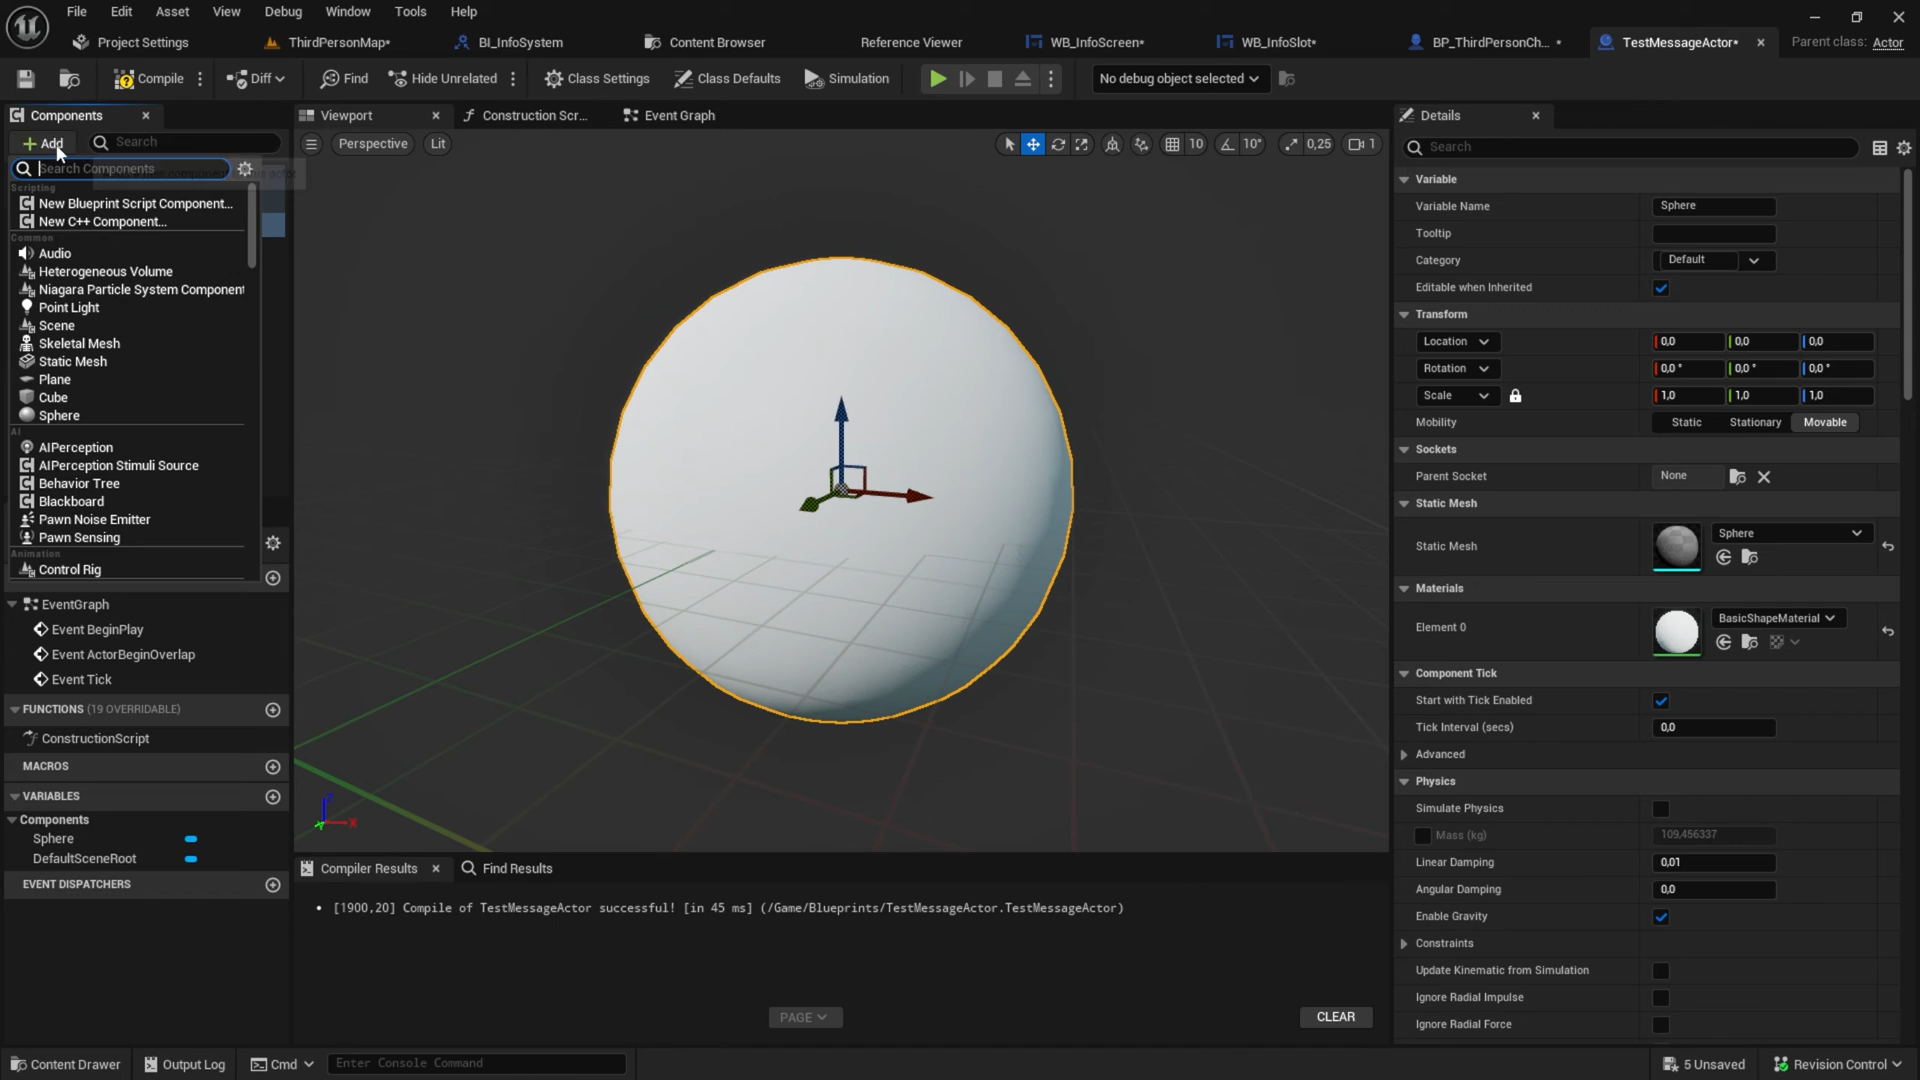 File Edit Asset View Debug Window Tools Help
Project Settings ThirdPersonMap* BI_InfoSystem Content Browser Reference Viewer WB_InfoScreen* WB_InfoSlot* BP_ThirdPersonCh... * TestMessageActor* Parent class: Actor
Compile Diff Find Hide Unrelated Class Settings Class Defaults Simulation No debug object selected
Components
Add Search
Search Components
Scripting
New Blueprint Script Component...
New C++ Component...
Common
Audio
Heterogeneous Volume
Niagara Particle System Component
Point Light
Scene
Skeletal Mesh
Static Mesh
Plane
Cube
Sphere
AI
AIPerception
AIPerception Stimuli Source
Behavior Tree
Blackboard
Pawn Noise Emitter
Pawn Sensing
Animation
Control Rig
EventGraph
Event BeginPlay
Event ActorBeginOverlap
Event Tick
FUNCTIONS (19 OVERRIDABLE)
ConstructionScript
MACROS
VARIABLES
Components
Sphere
DefaultSceneRoot
EVENT DISPATCHERS
Viewport Construction Scr... Event Graph
Perspective Lit 10 10° 0,25 1
Z
X
Y
Compiler Results Find Results
[1900,20] Compile of TestMessageActor successful! [in 45 ms] (/Game/Blueprints/TestMessageActor.TestMessageActor)
PAGE CLEAR
Details
Search
Variable
Variable Name Sphere
Tooltip
Category Default
Editable when Inherited
Transform
Location 0,0 0,0 0,0
Rotation 0,0 ° 0,0 ° 0,0 °
Scale 1,0 1,0 1,0
Mobility Static Stationary Movable
Sockets
Parent Socket None
Static Mesh
Static Mesh Sphere
Materials
Element 0 BasicShapeMaterial
Component Tick
Start with Tick Enabled
Tick Interval (secs) 0,0
Advanced
Physics
Simulate Physics
Mass (kg) 109,456337
Linear Damping 0,01
Angular Damping 0,0
Enable Gravity
Constraints
Update Kinematic from Simulation
Ignore Radial Impulse
Ignore Radial Force
Content Drawer Output Log Cmd Enter Console Command 5 Unsaved Revision Control